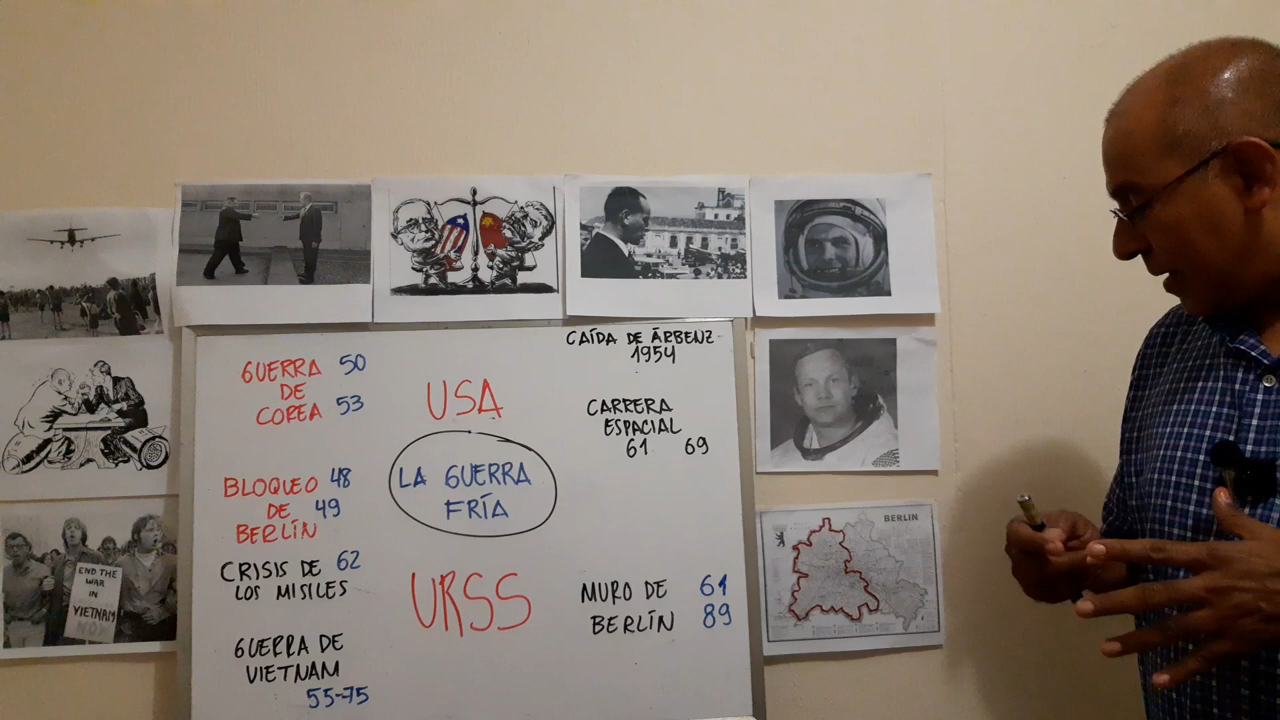 GUERRA 50
DE
COREA 53
BLOQUEO 48
DE 49
BERLÍN
CRISIS DE 62
LOS MISILES
GUERRA DE
VIETNAM
55-75
USA
LA GUERRA
FRÍA
URSS
CAÍDA DE ÁRBENZ
1954
CARRERA
ESPACIAL
61 69
MURO DE 61
BERLÍN 89
END THE
WAR
IN
VIETNAM
NOW
BERLIN